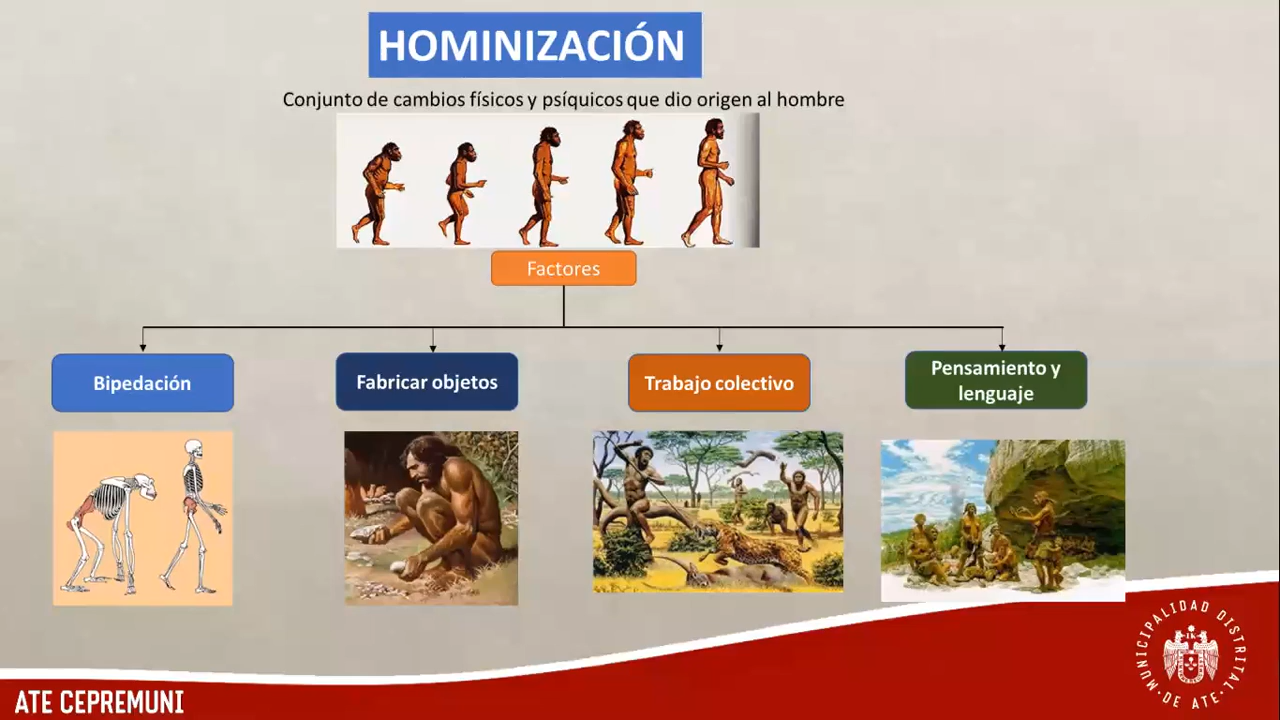 HOMINIZACIÓN
Conjunto de cambios físicos y psíquicos que dio origen al hombre
Factores
Bipedación
Fabricar objetos
Trabajo colectivo
Pensamiento y
lenguaje
ATE CEPREMUNI
MUNICIPALIDAD DISTRITAL
· DE ATE ·